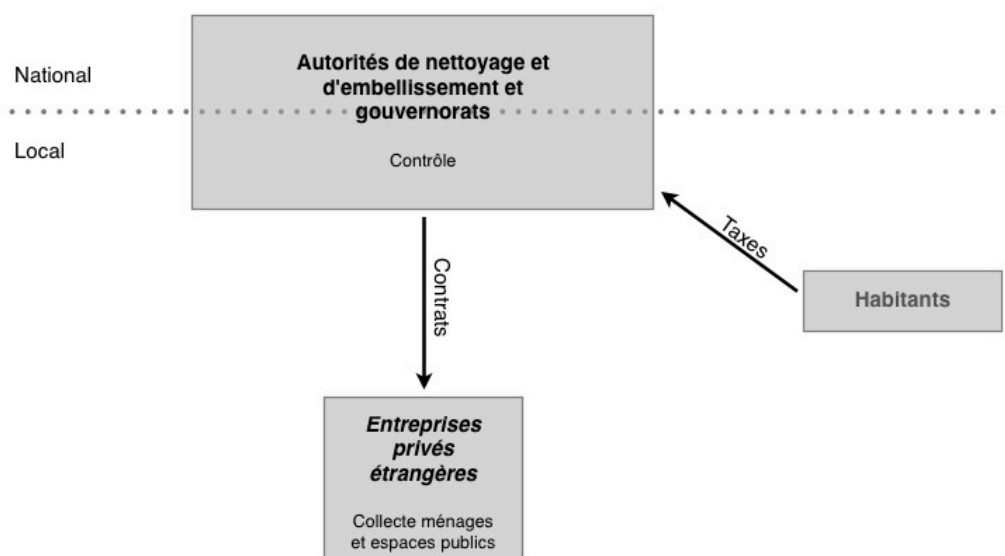 Autorités de nettoyage et
d'embellissement et
gouvernorats
National
Local
Contrôle
Taxes
Contrats
Habitants
Entreprises
privés
étrangères
Collecte ménages
et espaces publics